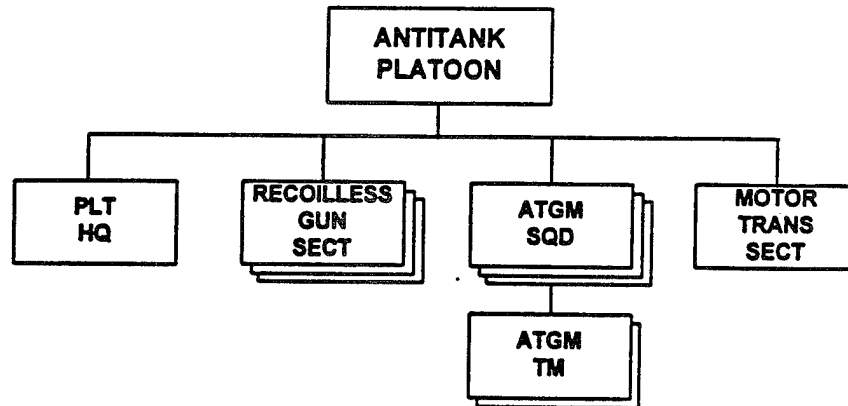 ANTITANK
PLATOON
PLT
HQ
RECOILLESS
GUN
SECT
ATGM
SQD
MOTOR
TRANS
SECT
ATGM
TM